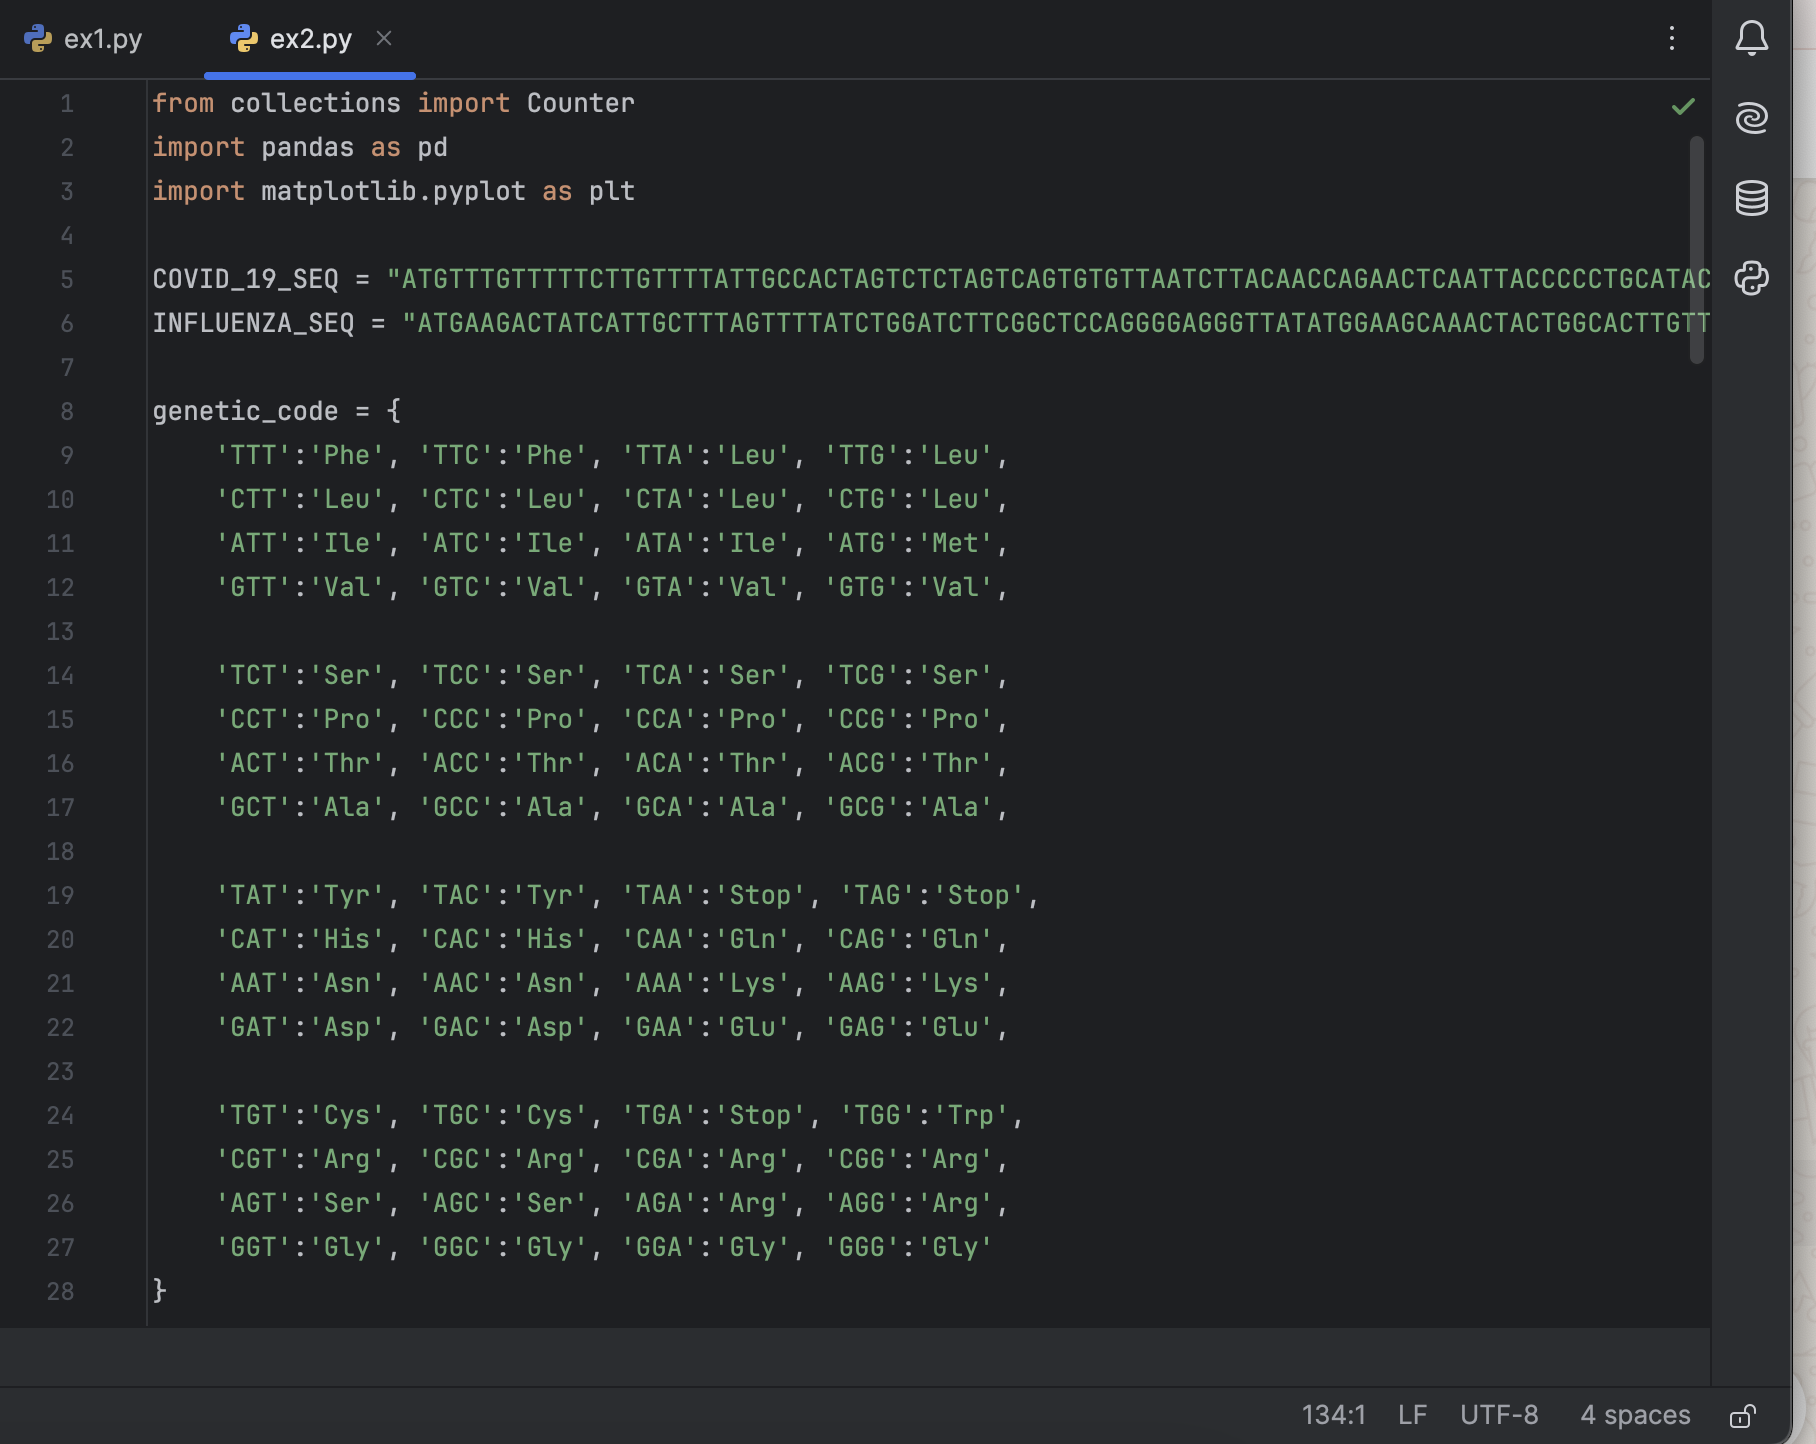 ex1.py
ex2.py
1 from collections import Counter
2 import pandas as pd
3 import matplotlib.pyplot as plt
4
5 COVID_19_SEQ = "ATGTTTGTTTTTCTTGTTTTATTGCCACTAGTCTCTAGTCAGTGTGTTAATCTTACAACCAGAACTCAATTACCCCCTGCATAC
6 INFLUENZA_SEQ = "ATGAAGACTATCATTGCTTTAGTTTTATCTGGATCTTCGGCTCCAGGGGAGGGTTATATGGAAGCAAACTACTGGCACTTGTT
7
8 genetic_code = {
9 'TTT':'Phe', 'TTC':'Phe', 'TTA':'Leu', 'TTG':'Leu',
10 'CTT':'Leu', 'CTC':'Leu', 'CTA':'Leu', 'CTG':'Leu',
11 'ATT':'Ile', 'ATC':'Ile', 'ATA':'Ile', 'ATG':'Met',
12 'GTT':'Val', 'GTC':'Val', 'GTA':'Val', 'GTG':'Val',
13
14 'TCT':'Ser', 'TCC':'Ser', 'TCA':'Ser', 'TCG':'Ser',
15 'CCT':'Pro', 'CCC':'Pro', 'CCA':'Pro', 'CCG':'Pro',
16 'ACT':'Thr', 'ACC':'Thr', 'ACA':'Thr', 'ACG':'Thr',
17 'GCT':'Ala', 'GCC':'Ala', 'GCA':'Ala', 'GCG':'Ala',
18
19 'TAT':'Tyr', 'TAC':'Tyr', 'TAA':'Stop', 'TAG':'Stop',
20 'CAT':'His', 'CAC':'His', 'CAA':'Gln', 'CAG':'Gln',
21 'AAT':'Asn', 'AAC':'Asn', 'AAA':'Lys', 'AAG':'Lys',
22 'GAT':'Asp', 'GAC':'Asp', 'GAA':'Glu', 'GAG':'Glu',
23
24 'TGT':'Cys', 'TGC':'Cys', 'TGA':'Stop', 'TGG':'Trp',
25 'CGT':'Arg', 'CGC':'Arg', 'CGA':'Arg', 'CGG':'Arg',
26 'AGT':'Ser', 'AGC':'Ser', 'AGA':'Arg', 'AGG':'Arg',
27 'GGT':'Gly', 'GGC':'Gly', 'GGA':'Gly', 'GGG':'Gly'
28 }
134:1 LF UTF-8 4 spaces